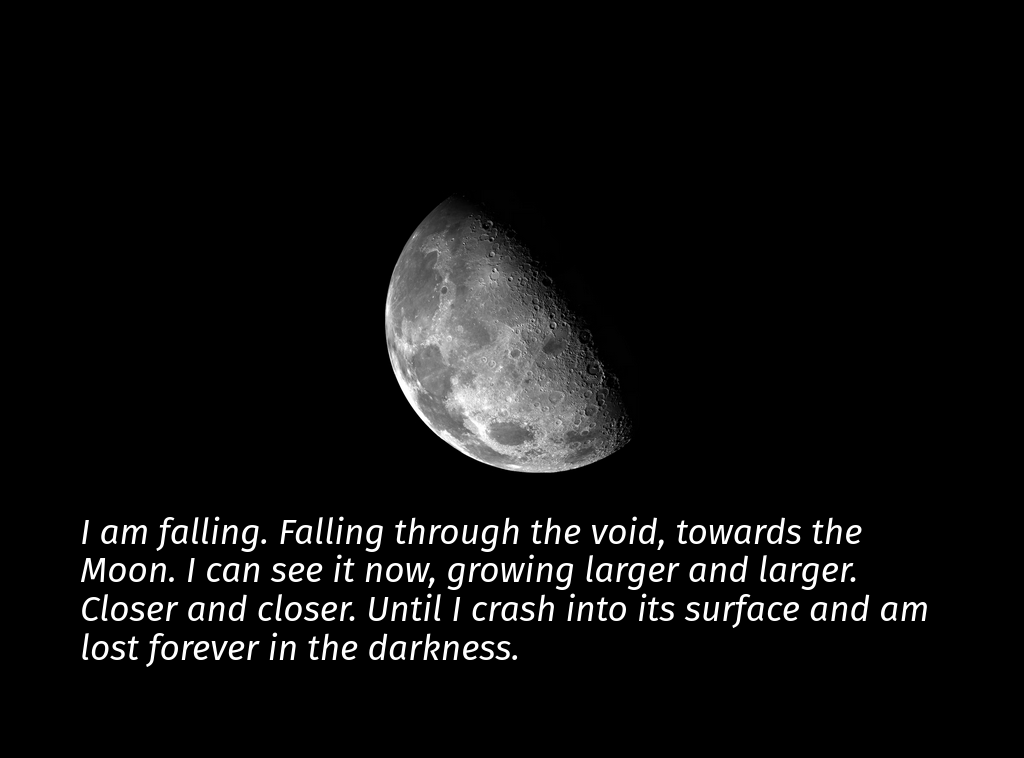 I am falling. Falling through the void, towards the
Moon. I can see it now, growing larger and larger.
Closer and closer. Until I crash into its surface and am
lost forever in the darkness.